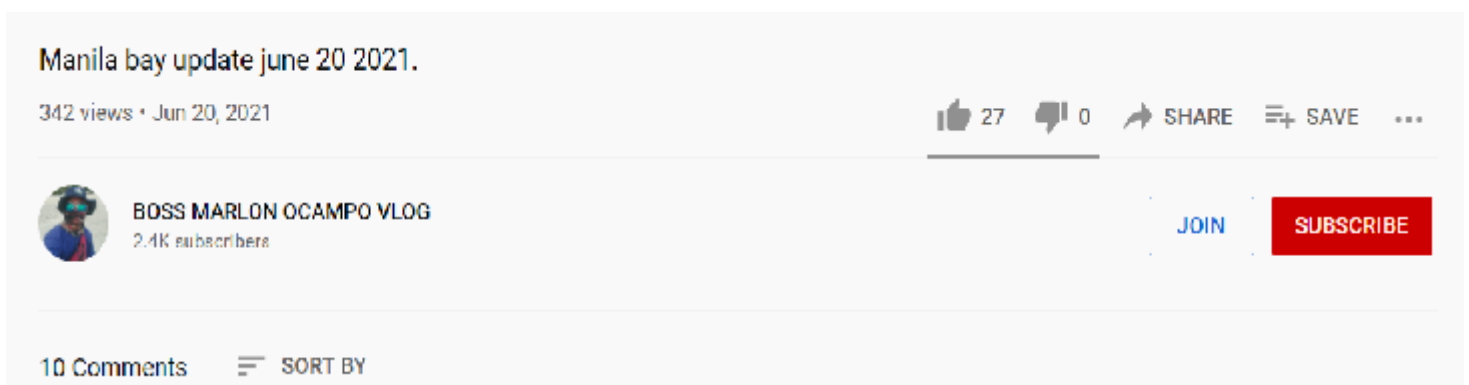 Manila bay update june 20 2021.
342 views • Jun 20, 2021
27 0 SHARE SAVE ...
BOSS MARLON OCAMPO VLOG
2.4K subscribers
JOIN SUBSCRIBE
10 Comments SORT BY